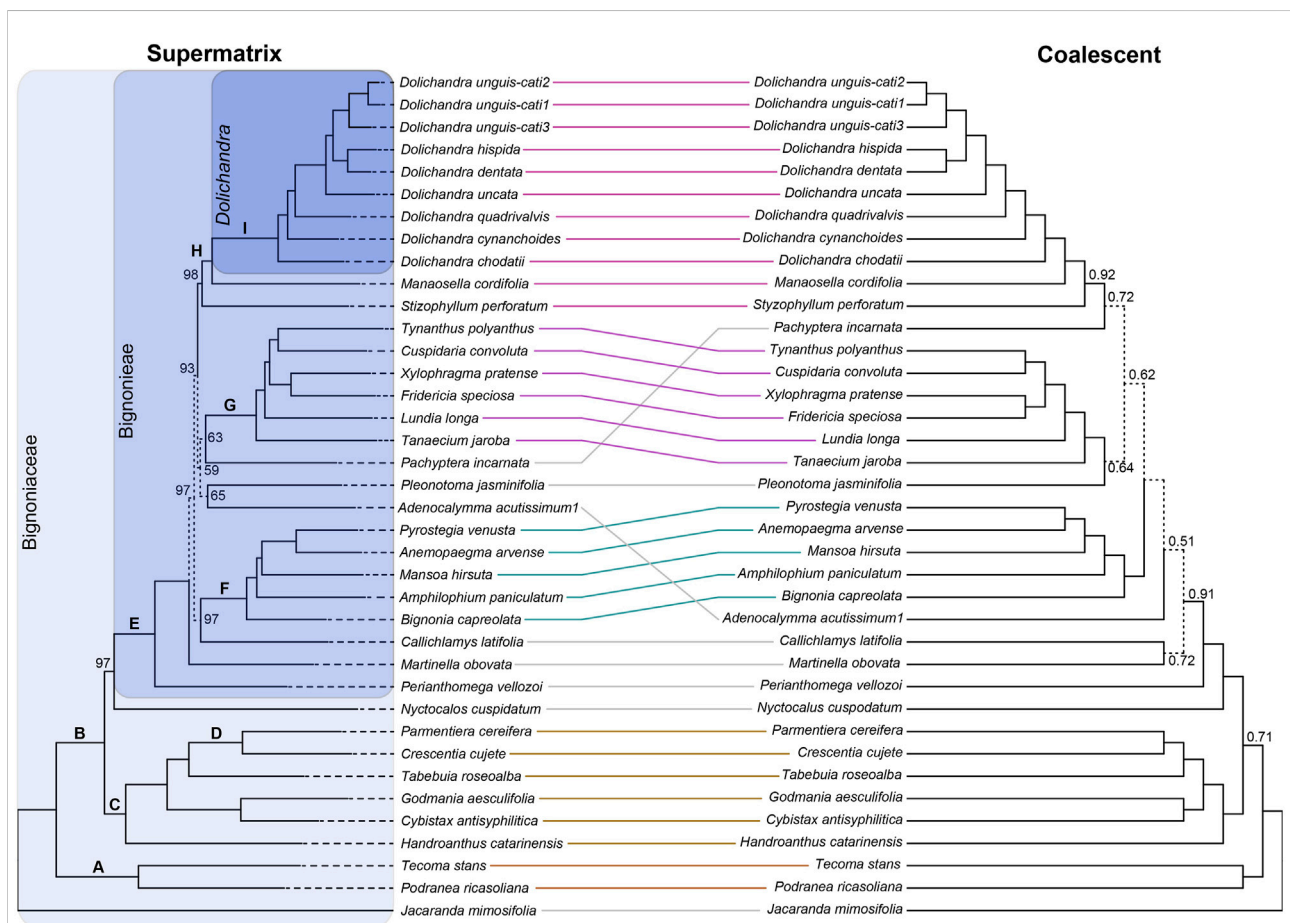 Supermatrix
Coalescent
Dolichandra unguis-cati2 Dolichandra unguis-cati2
Dolichandra unguis-cati1 Dolichandra unguis-cati1
Dolichandra unguis-cati3 Dolichandra unguis-cati3
Dolichandra hispida Dolichandra hispida
Dolichandra dentata Dolichandra dentata
Dolichandra
Dolichandra uncata Dolichandra uncata
Dolichandra quadrivalvis Dolichandra quadrivalvis
I
Dolichandra cynanchoides Dolichandra cynanchoides
H
Dolichandra chodatii Dolichandra chodatii
98
0.92
Manaosella cordifolia Manaosella cordifolia
0.72
Stizophyllum perforatum Styzophyllum perforatum
Tynanthus polyanthus Pachyptera incarnata
Cuspidaria convoluta Tynanthus polyanthus
93
Xylophragma pratense Cuspidaria convoluta
0.62
Bignonieae
Fridericia speciosa Xylophragma pratense
G
Lundia longa Fridericia speciosa
63
Tanaecium jaroba Lundia longa
Pachyptera incarnata Tanaecium jaroba
59
0.64
Pleonotoma jasminifolia Pleonotoma jasminifolia
97
65
Adenocalymma acutissimum1 Pyrostegia venusta
Bignoniaceae
Pyrostegia venusta Anemopaegma arvense
0.51
Anemopaegma arvense Mansoa hirsuta
Mansoa hirsuta Amphilophium paniculatum
F
Amphilophium paniculatum Bignonia capreolata
0.91
97
Bignonia capreolata Adenocalymma acutissimum1
E
Callichlamys latifolia Callichlamys latifolia
97
0.72
Martinella obovata Martinella obovata
Perianthomega vellozoi Perianthomega vellozoi
Nyctocalus cuspidatum Nyctocalus cuspodatum
B
D
Parmentiera cereifera Parmentiera cereifera
0.71
Crescentia cujete Crescentia cujete
Tabebuia roseoalba Tabebuia roseoalba
C
Godmania aesculifolia Godmania aesculifolia
Cybistax antisyphilitica Cybistax antisyphilitica
Handroanthus catarinensis Handroanthus catarinensis
A
Tecoma stans Tecoma stans
Podranea ricasoliana Podranea ricasoliana
Jacaranda mimosifolia Jacaranda mimosifolia